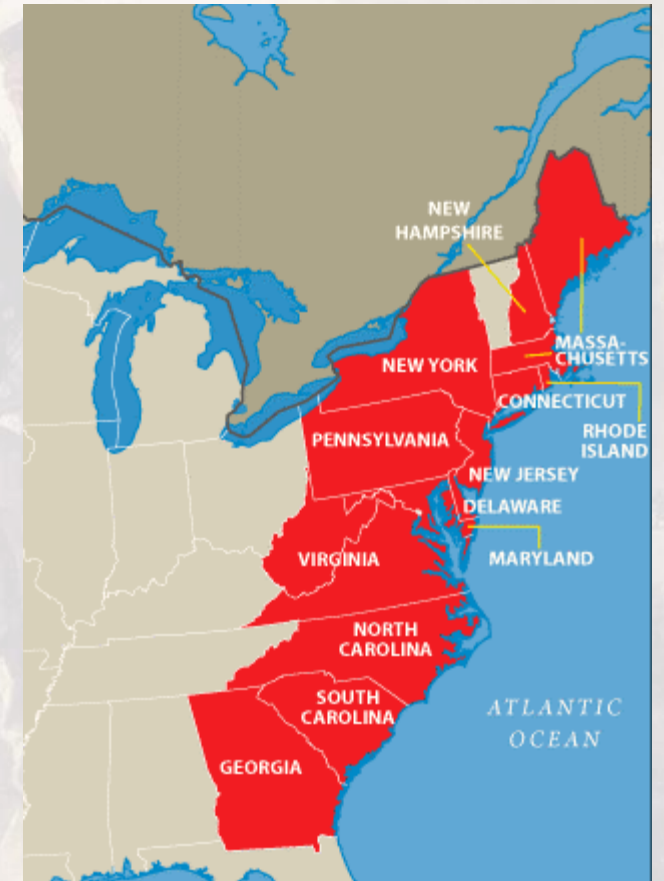 NEW
HAMPSHIRE
MASSA-
CHUSETTS
NEW YORK
CONNECTICUT
RHODE
ISLAND
PENNSYLVANIA
NEW JERSEY
DELAWARE
MARYLAND
VIRGINIA
NORTH
CAROLINA
SOUTH
CAROLINA
ATLANTIC
OCEAN
GEORGIA